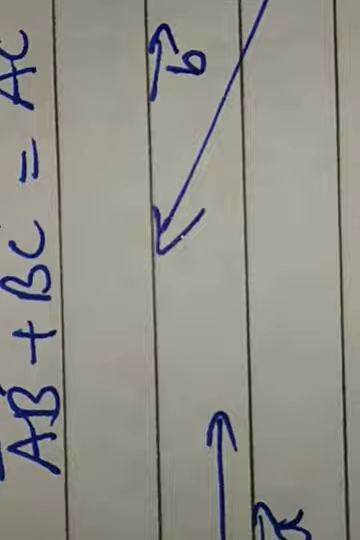 AB + BC = AC
b